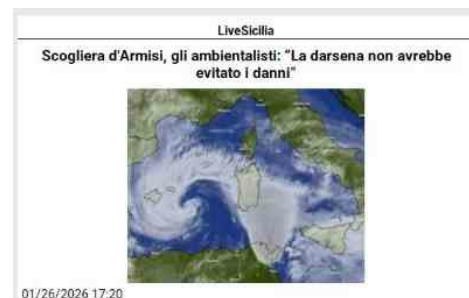 LiveSicilia
Scogliera d'Armisi, gli ambientalisti: “La darsena non avrebbe
evitato i danni”
01/26/2026 17:20